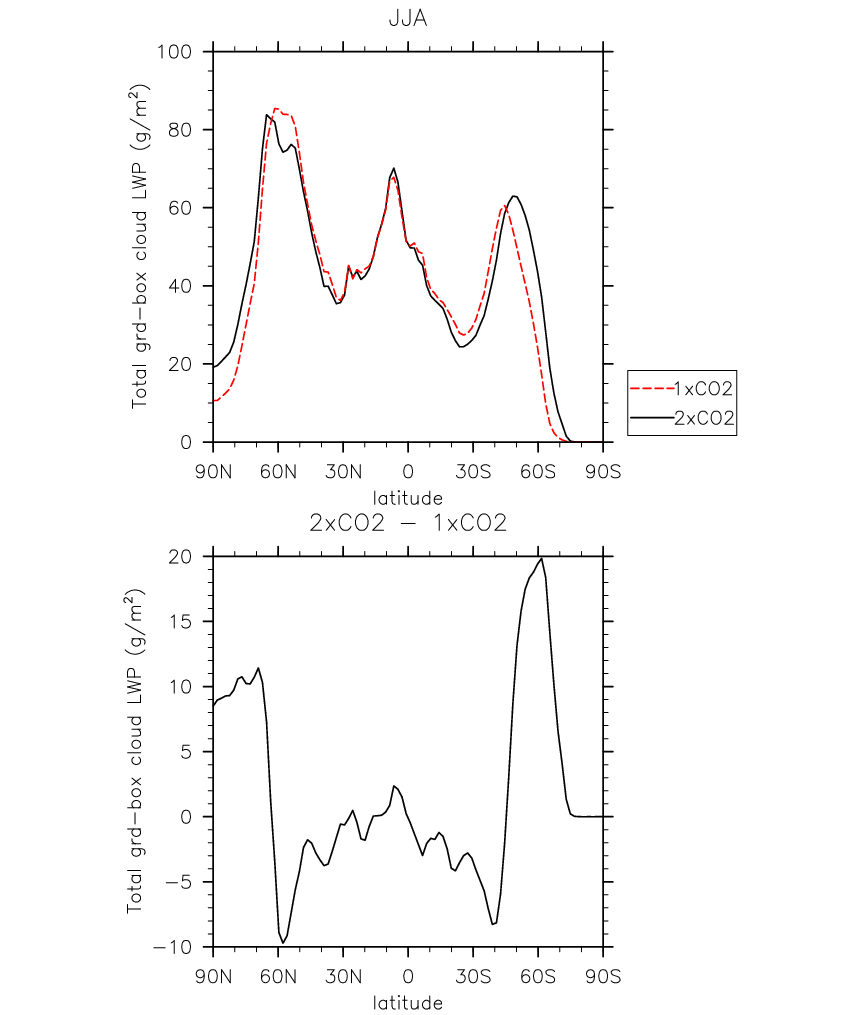 JJA
Total grd-box cloud LWP (g/m²)
100
80
60
40
20
0
90N 60N 30N 0 30S 60S 90S
latitude
1xCO2
2xCO2
2xCO2 - 1xCO2
Total grd-box cloud LWP (g/m²)
20
15
10
5
0
-5
-10
90N 60N 30N 0 30S 60S 90S
latitude